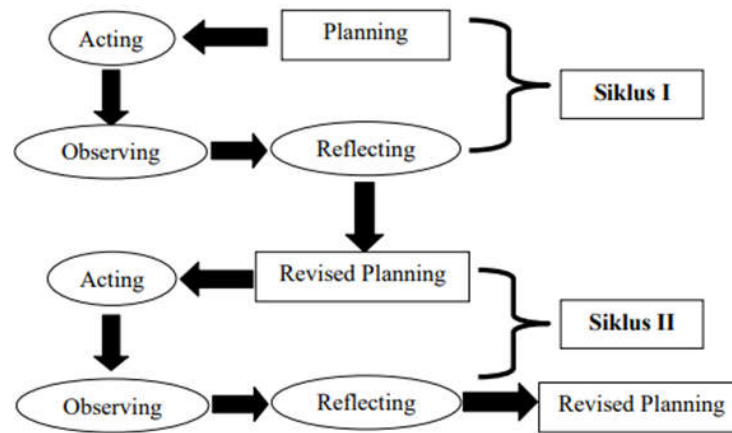 Acting
Planning
Siklus I
Observing
Reflecting
Acting
Revised Planning
Siklus II
Observing
Reflecting
Revised Planning